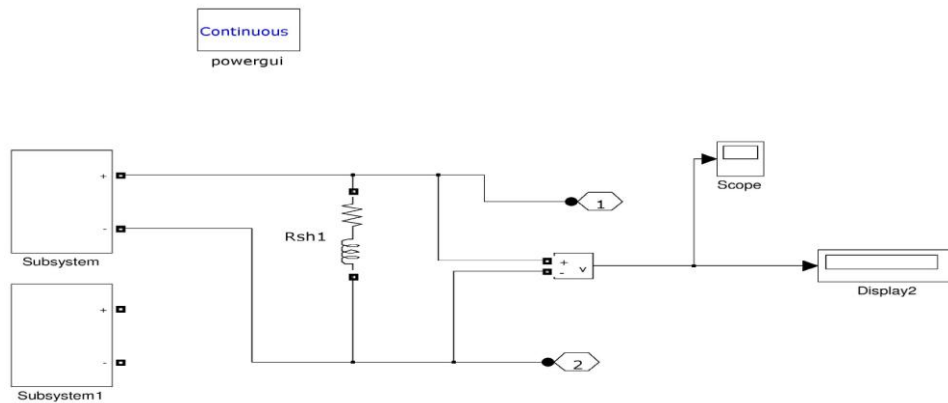 Continuous
powergui
Scope
+
1
-
Rsh1
+
- v
Subsystem
Display2
+
-
2
Subsystem1